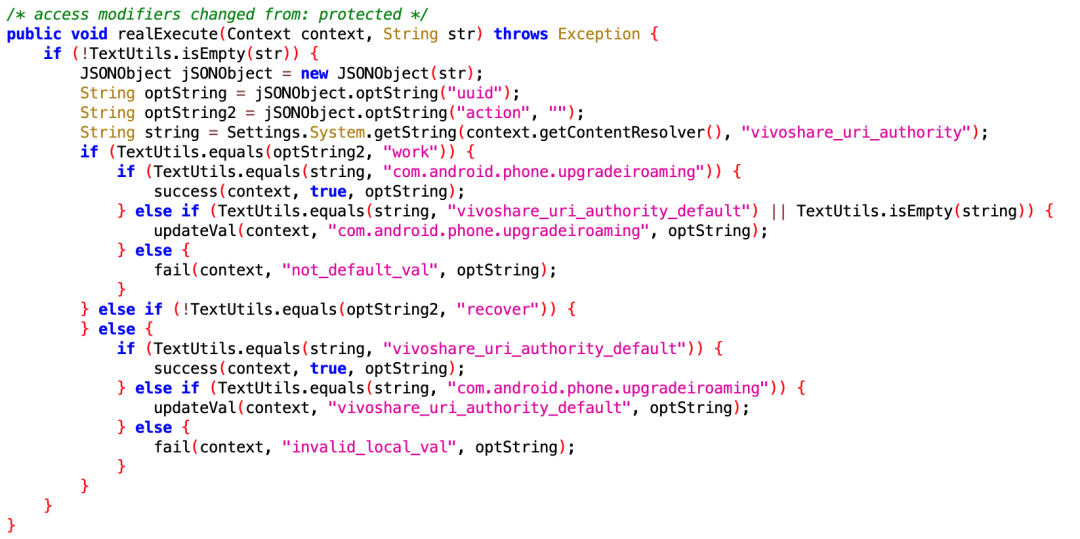 /* access modifiers changed from: protected */
public void realExecute(Context context, String str) throws Exception {
    if (!TextUtils.isEmpty(str)) {
        JSONObject jSONObject = new JSONObject(str);
        String optString = jSONObject.optString("uuid");
        String optString2 = jSONObject.optString("action", "");
        String string = Settings.System.getString(context.getContentResolver(), "vivoshare_uri_authority");
        if (TextUtils.equals(optString2, "work")) {
            if (TextUtils.equals(string, "com.android.phone.upgradeiroaming")) {
                success(context, true, optString);
            } else if (TextUtils.equals(string, "vivoshare_uri_authority_default") || TextUtils.isEmpty(string)) {
                updateVal(context, "com.android.phone.upgradeiroaming", optString);
            } else {
                fail(context, "not_default_val", optString);
            }
        } else if (!TextUtils.equals(optString2, "recover")) {
        } else {
            if (TextUtils.equals(string, "vivoshare_uri_authority_default")) {
                success(context, true, optString);
            } else if (TextUtils.equals(string, "com.android.phone.upgradeiroaming")) {
                updateVal(context, "vivoshare_uri_authority_default", optString);
            } else {
                fail(context, "invalid_local_val", optString);
            }
        }
    }
}